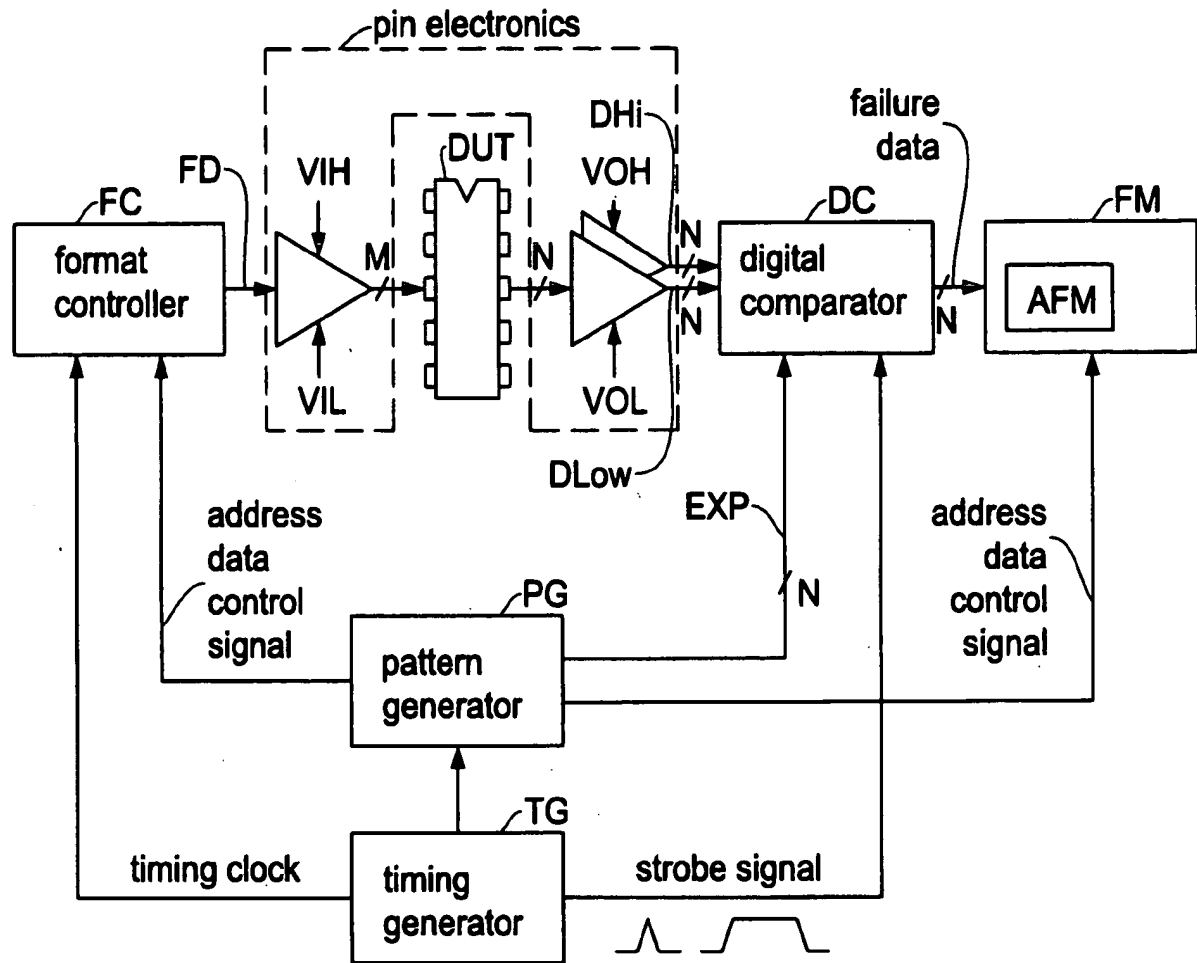 pin electronics
DHi
failure
data
FD
VIH
DUT
VOH
FC
DC
FM
format
controller
M
N
N
N
digital
comparator
N
AFM
VIL
VOL
DLow
EXP
address
data
control
signal
address
data
control
signal
N
PG
pattern
generator
TG
timing clock
timing
generator
strobe signal